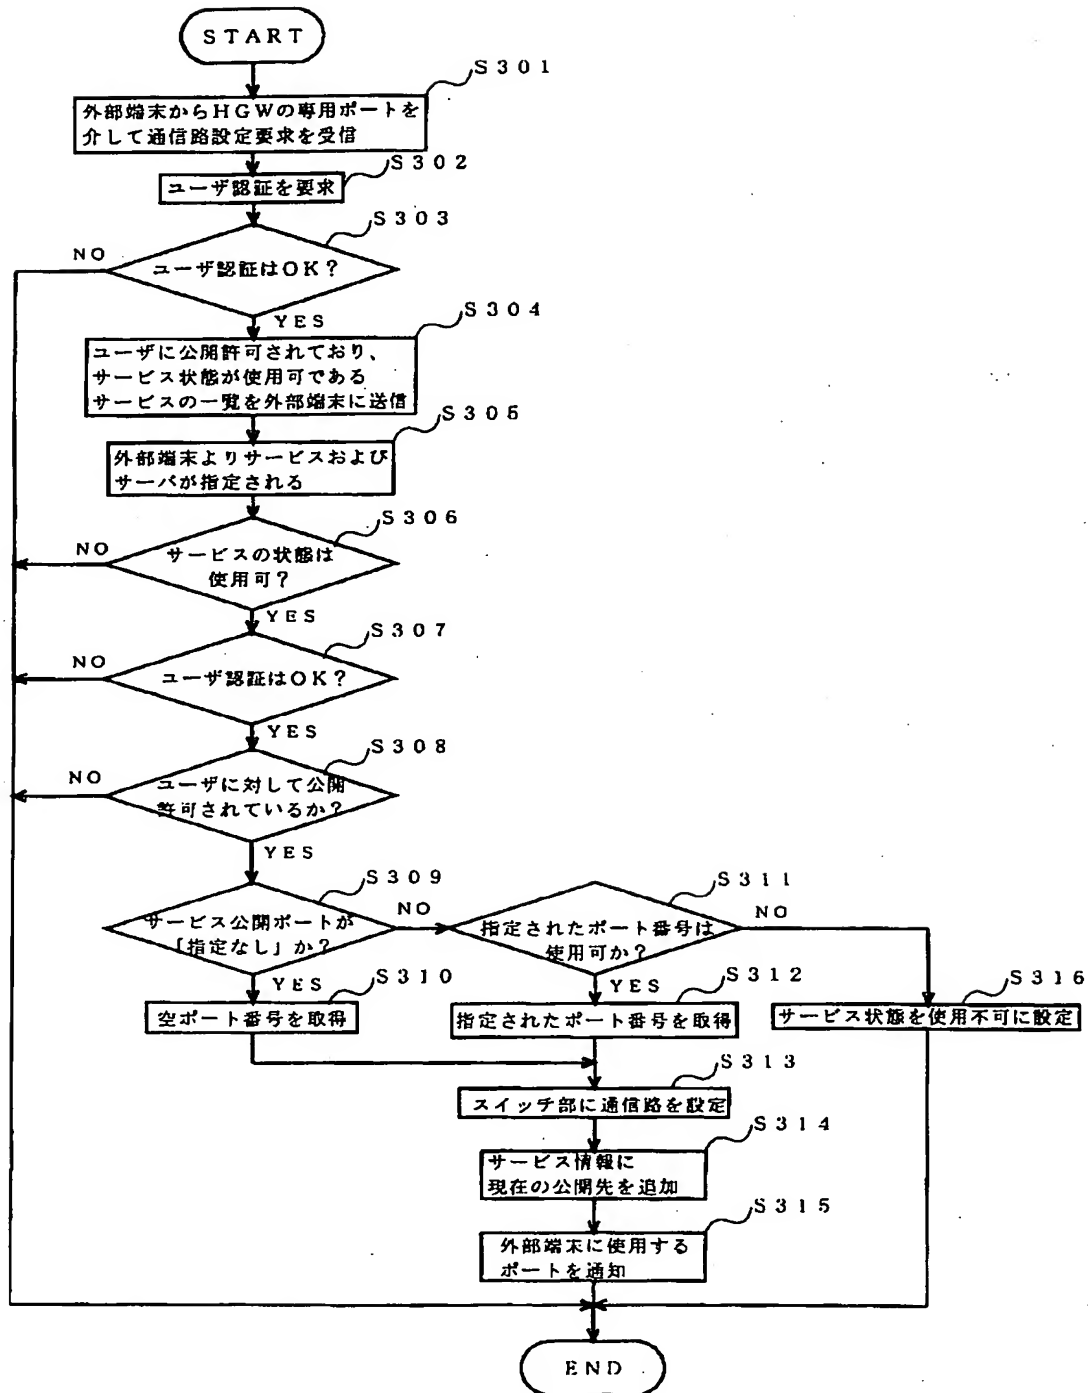 START
S301
外部端末からHGWの専用ポートを
介して通信路設定要求を受信
S302
ユーザ認証を要求
S303
NO
ユーザ認証はOK?
YES
S304
ユーザに公開許可されており、
サービス状態が使用可である
サービスの一覧を外部端末に送信
S305
外部端末よりサービスおよび
サーバが指定される
S306
NO
サービスの状態は
使用可?
YES
S307
NO
ユーザ認証はOK?
YES
S308
NO
ユーザに対して公開
許可されているか?
YES
S309
サービス公開ポートが
「指定なし」か?
NO
S311
指定されたポート番号は
使用可か?
NO
YES
S310
空ポート番号を取得
YES
S312
指定されたポート番号を取得
S316
サービス状態を使用不可に設定
S313
スイッチ部に通信路を設定
S314
サービス情報に
現在の公開先を追加
S315
外部端末に使用する
ポートを通知
END